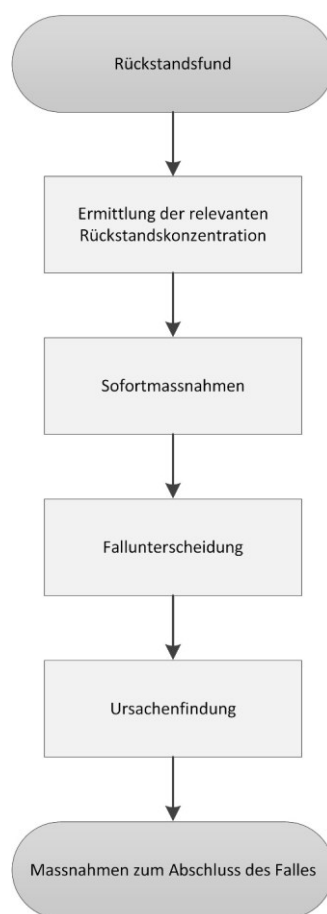 Rückstandsfund
Ermittlung der relevanten
Rückstandskonzentration
Sofortmassnahmen
Fallunterscheidung
Ursachenfindung
Massnahmen zum Abschluss des Falles